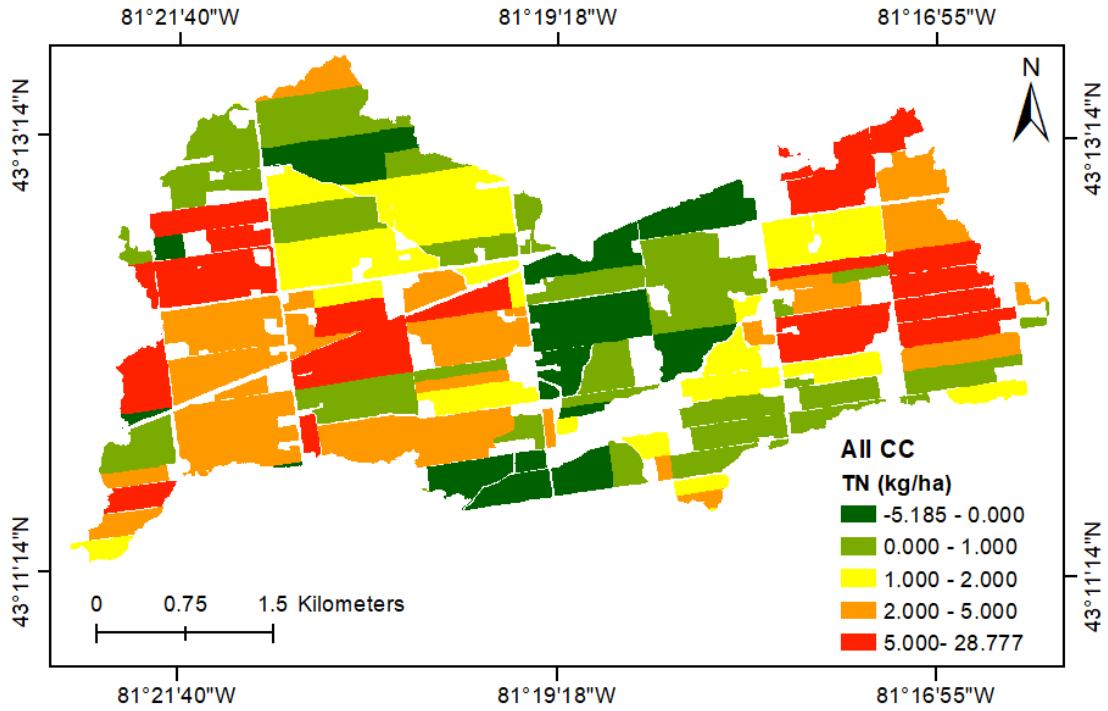 81°21'40"W 81°19'18"W 81°16'55"W
N
43°13'14"N 43°13'14"N
All CC
TN (kg/ha)
-5.185 - 0.000
0.000 - 1.000
1.000 - 2.000
2.000 - 5.000
5.000- 28.777
43°11'14"N 43°11'14"N
0 0.75 1.5 Kilometers
81°21'40"W 81°19'18"W 81°16'55"W